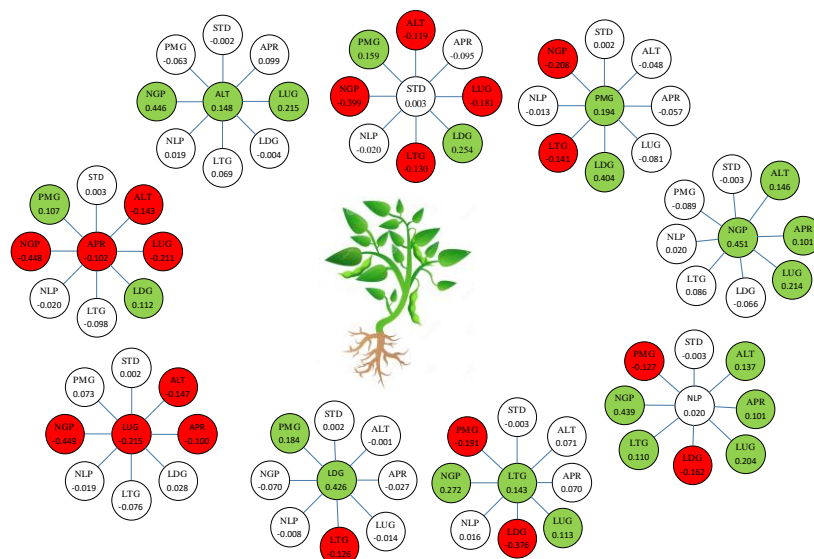 STD
-0.002
PMG
-0.063
APR
0.099
NGP
0.446
ALT
0.148
LUG
0.215
NLP
0.019
LDG
-0.004
LTG
0.069
ALT
-0.119
PMG
0.159
APR
-0.095
NGP
-0.399
STD
0.003
LUG
-0.181
NLP
-0.020
LDG
0.254
LTG
-0.130
STD
0.002
NGP
-0.208
ALT
-0.048
NLP
-0.013
PMG
0.194
APR
-0.057
LTG
-0.141
LUG
-0.081
LDG
0.404
STD
0.003
PMG
0.107
ALT
-0.143
NGP
-0.448
APR
-0.102
LUG
-0.211
NLP
-0.020
LDG
0.112
LTG
-0.098
STD
-0.003
ALT
0.146
PMG
-0.089
NGP
0.451
APR
0.101
NLP
0.020
LUG
0.214
LTG
0.086
LDG
-0.066
STD
0.002
PMG
0.073
ALT
-0.147
NGP
-0.449
LUG
-0.215
APR
-0.100
NLP
-0.019
LDG
0.028
LTG
-0.076
STD
0.002
PMG
0.184
ALT
-0.001
NGP
-0.070
LDG
0.426
APR
-0.027
NLP
-0.008
LUG
-0.014
LTG
-0.126
STD
-0.003
PMG
-0.191
ALT
0.071
NGP
0.272
LTG
0.143
APR
0.070
NLP
0.016
LUG
0.113
LDG
-0.376
STD
-0.003
PMG
-0.127
ALT
0.137
NGP
0.439
NLP
0.020
APR
0.101
LTG
0.110
LUG
0.204
LDG
-0.162